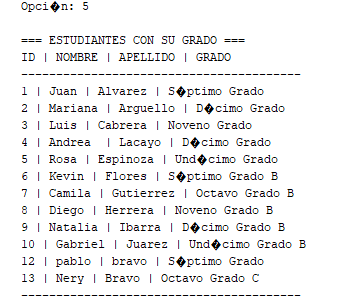 Opci�n: 5
=== ESTUDIANTES CON SU GRADO ===
ID | NOMBRE | APELLIDO | GRADO
----------------------------------------
1 | Juan | Alvarez | S�ptimo Grado
2 | Mariana | Arguello | D�cimo Grado
3 | Luis | Cabrera | Noveno Grado
4 | Andrea  | Lacayo | D�cimo Grado
5 | Rosa | Espinoza | Und�cimo Grado
6 | Kevin | Flores | S�ptimo Grado B
7 | Camila | Gutierrez | Octavo Grado B
8 | Diego | Herrera | Noveno Grado B
9 | Natalia | Ibarra | D�cimo Grado B
10 | Gabriel | Juarez | Und�cimo Grado B
12 | pablo | bravo | S�ptimo Grado
13 | Nery | Bravo | Octavo Grado C
----------------------------------------